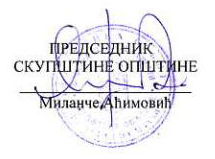 ПРЕДСЕДНИК
СКУПШТИНЕ ОПШТИНЕ
Миланче Аћимовић